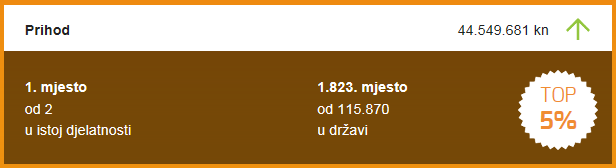 Prihod 44.549.681 kn
1. mjesto
od 2
u istoj djelatnosti
1.823. mjesto
od 115.870
u državi
TOP
5%